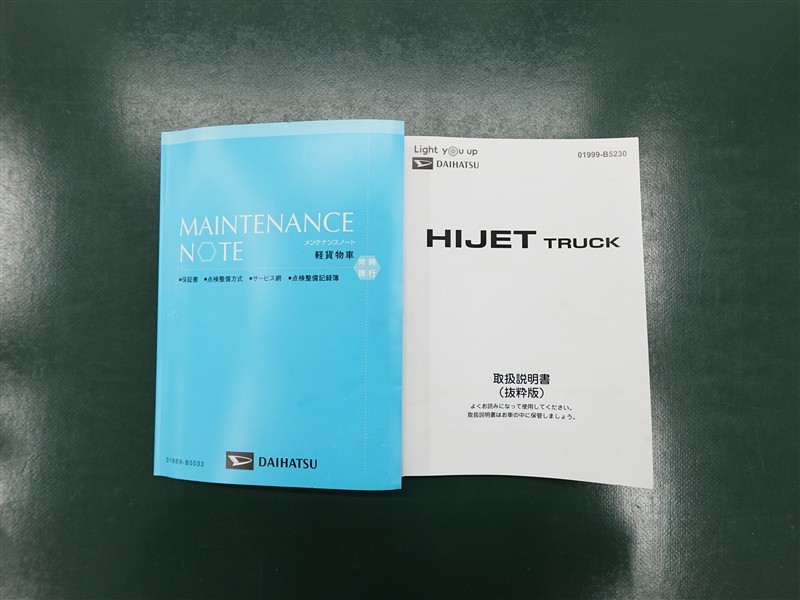 MAINTENANCE
NOTE
メンテナンスノート
軽貨物車
常時
携行
●保証書 ●点検整備方式 ●サービス網 ●点検整備記録簿
01989-B5033
DAIHATSU
Light you up
DAIHATSU
01999-B5230
HIJET TRUCK
取扱説明書
（抜粋版）
よくお読みになって使用してください。
取扱説明書はお車の中に保管しましょう。